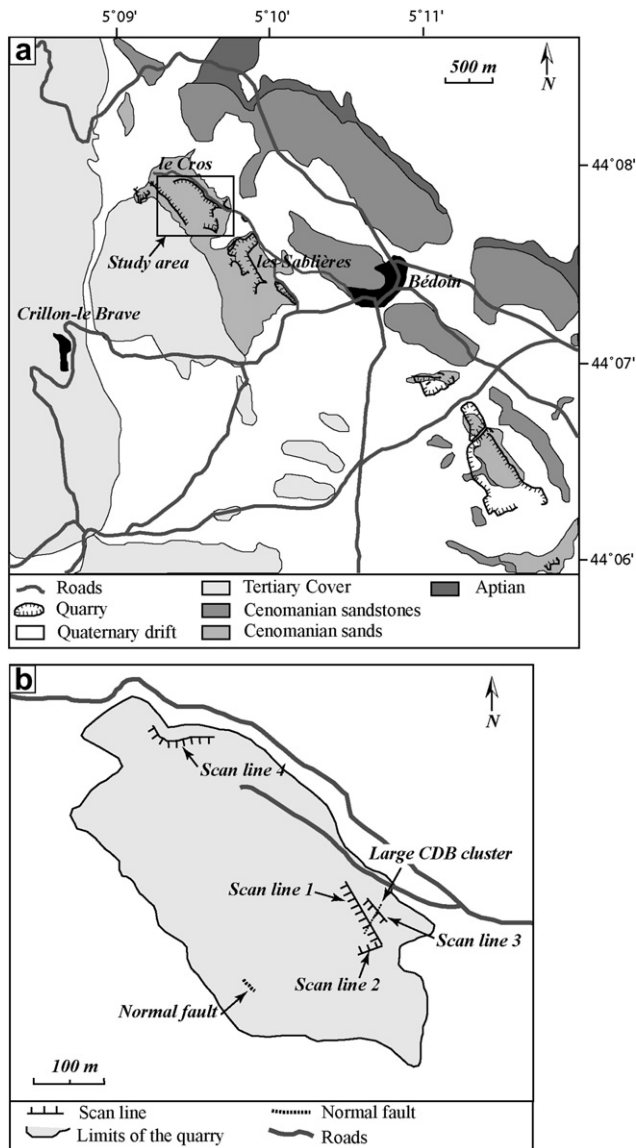 5°09' 5°10' 5°11'
a
500 m
N
le Cros
44°08'
Study area
les Sablières
Bédoin
Crillon-le Brave
44°07'
44°06'
Roads Tertiary Cover Aptian
Quarry Cenomanian sandstones
Quaternary drift Cenomanian sands
b
N
Scan line 4
Large CDB cluster
Scan line 1
Scan line 3
Scan line 2
Normal fault
100 m
Scan line Normal fault
Limits of the quarry Roads